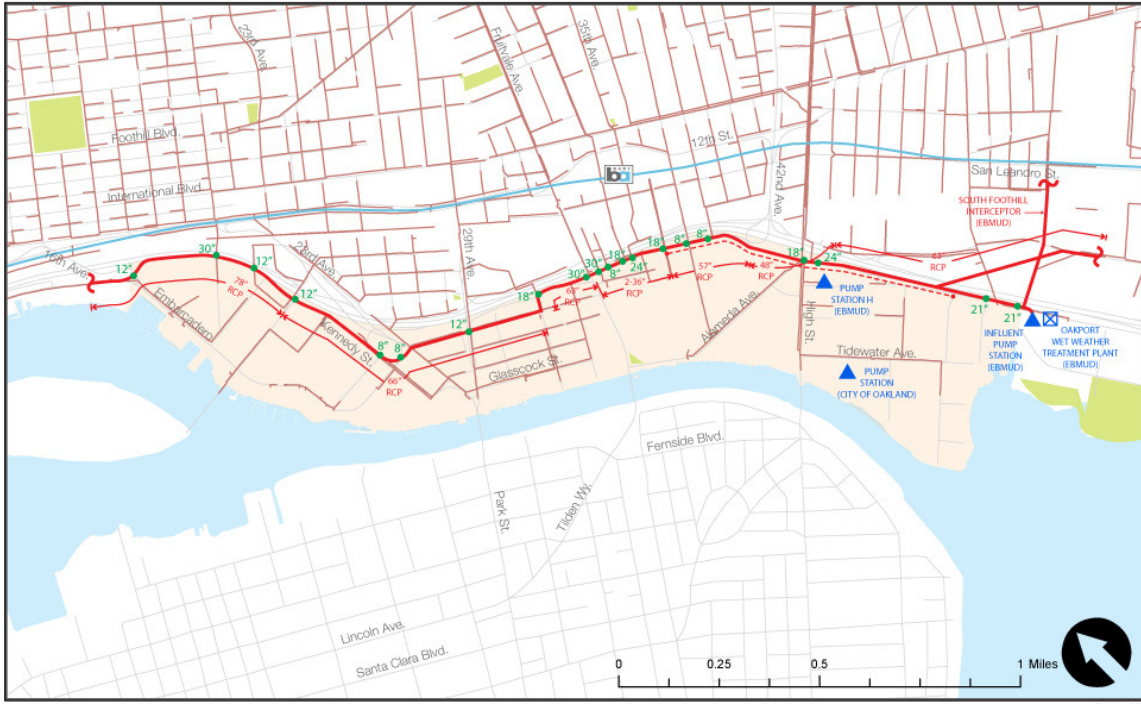 23rd Ave.
Fruitvale Ave.
35th Ave.
Foothill Blvd.
12th St.
International Blvd
42nd Ave.
San Leandro St.
SOUTH FOOTHILL
INTERCEPTOR
(EBMUD)
16th Ave.
23rd Ave.
29th Ave.
12"
30"
12"
12"
8"
8"
12"
18"
30"
30"
8"
18"
24"
18"
8"
8"
18"
24"
21"
21"
78"
RCP
66"
RCP
2-36"
RCP
57"
48"
RCP
63"
RCP
Embarcadero
Kennedy St.
Glasscock St.
Alameda Ave.
High St.
Tidewater Ave.
PUMP
STATION H
(EBMUD)
PUMP
STATION
(CITY OF OAKLAND)
INFLUENT
PUMP
STATION
(EBMUD)
OAKPORT
WET WEATHER
TREATMENT PLANT
(EBMUD)
Fernside Blvd.
Park St.
Tilden Wy.
Lincoln Ave.
Santa Clara Blvd.
0
0.25
0.5
1 Miles